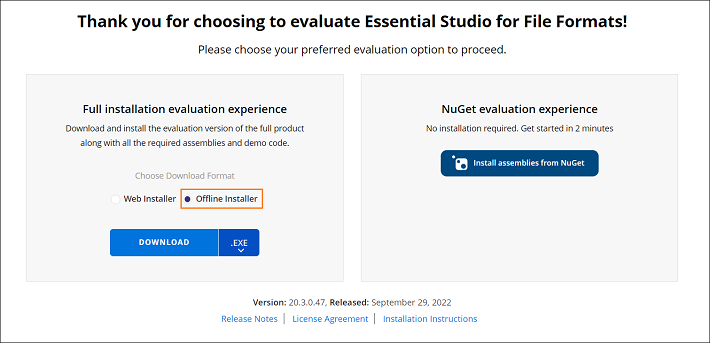 Thank you for choosing to evaluate Essential Studio for File Formats!
Please choose your preferred evaluation option to proceed.
Full installation evaluation experience
Download and install the evaluation version of the full product
along with all the required assemblies and demo code.
Choose Download Format
Web Installer Offline Installer
DOWNLOAD .EXE
NuGet evaluation experience
No installation required. Get started in 2 minutes
Install assemblies from NuGet
Version: 20.3.0.47, Released: September 29, 2022
Release Notes | License Agreement | Installation Instructions